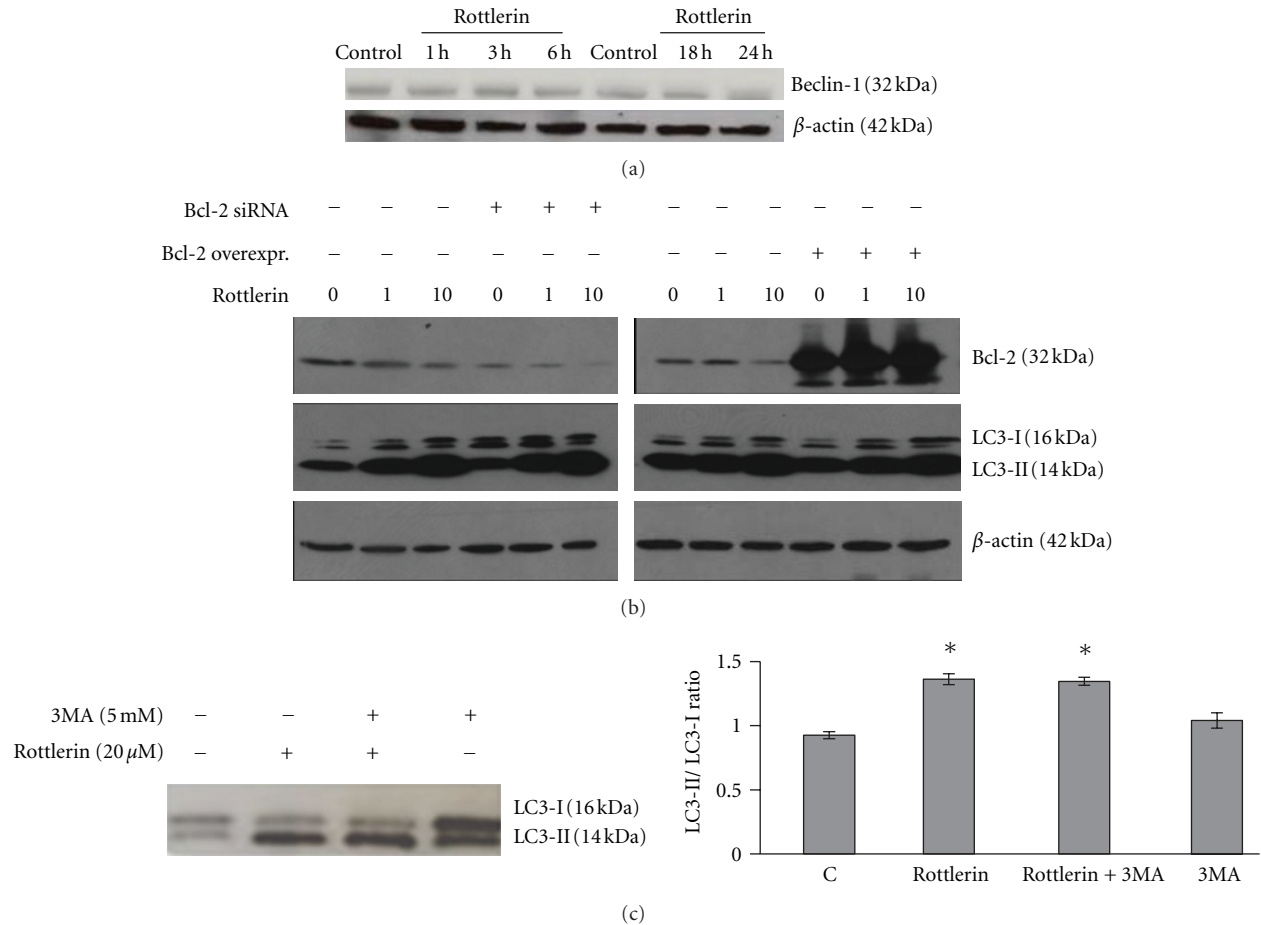 Rottlerin Rottlerin
Control 1 h 3 h 6 h Control 18 h 24 h
Beclin-1 (32 kDa)
β-actin (42 kDa)
(a)
Bcl-2 siRNA − − − + + + − − − − − −
Bcl-2 overexpr. − − − − − − − − − + + +
Rottlerin 0 1 10 0 1 10 0 1 10 0 1 10
Bcl-2 (32 kDa)
LC3-I (16 kDa)
LC3-II (14 kDa)
β-actin (42 kDa)
(b)
3MA (5 mM) − − + +
Rottlerin (20 μM) − + + −
LC3-I (16 kDa)
LC3-II (14 kDa)
LC3-II/ LC3-I ratio
1.5
1
0.5
0
* *
C Rottlerin Rottlerin + 3MA 3MA
(c)